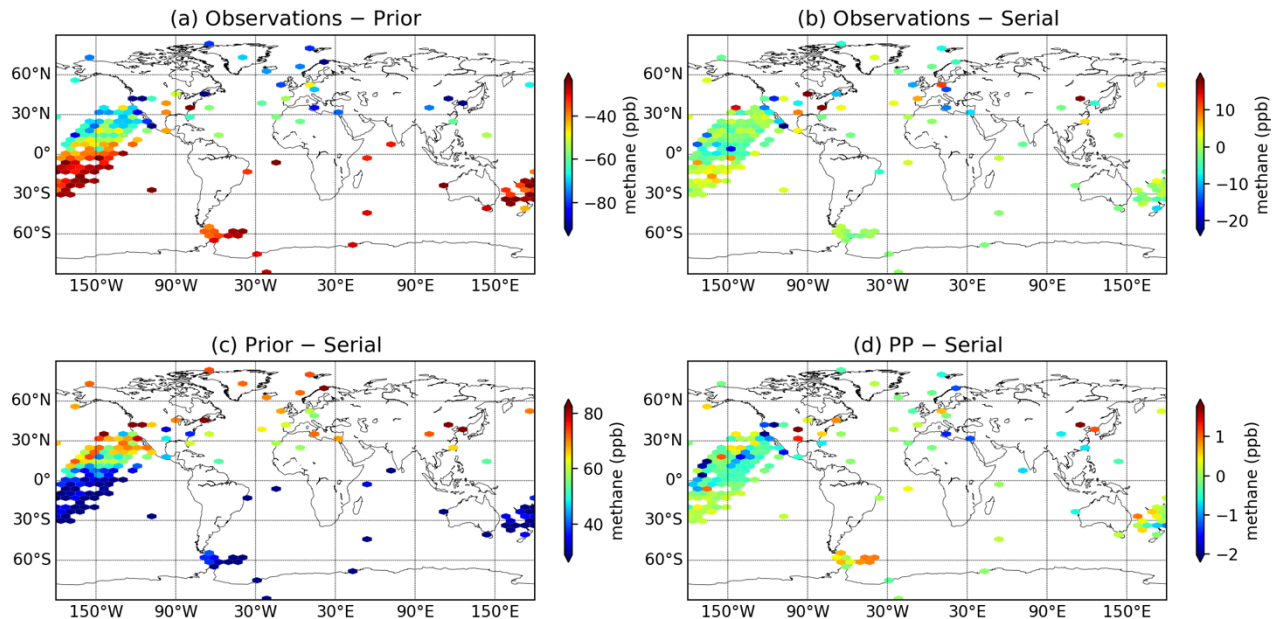 (a) Observations − Prior
60°N
30°N
0°
30°S
60°S
150°W 90°W 30°W 30°E 90°E 150°E
−40
−60
−80
methane (ppb)
(b) Observations − Serial
60°N
30°N
0°
30°S
60°S
150°W 90°W 30°W 30°E 90°E 150°E
10
0
−10
−20
methane (ppb)
(c) Prior − Serial
60°N
30°N
0°
30°S
60°S
150°W 90°W 30°W 30°E 90°E 150°E
80
60
40
methane (ppb)
(d) PP − Serial
60°N
30°N
0°
30°S
60°S
150°W 90°W 30°W 30°E 90°E 150°E
1
0
−1
−2
methane (ppb)